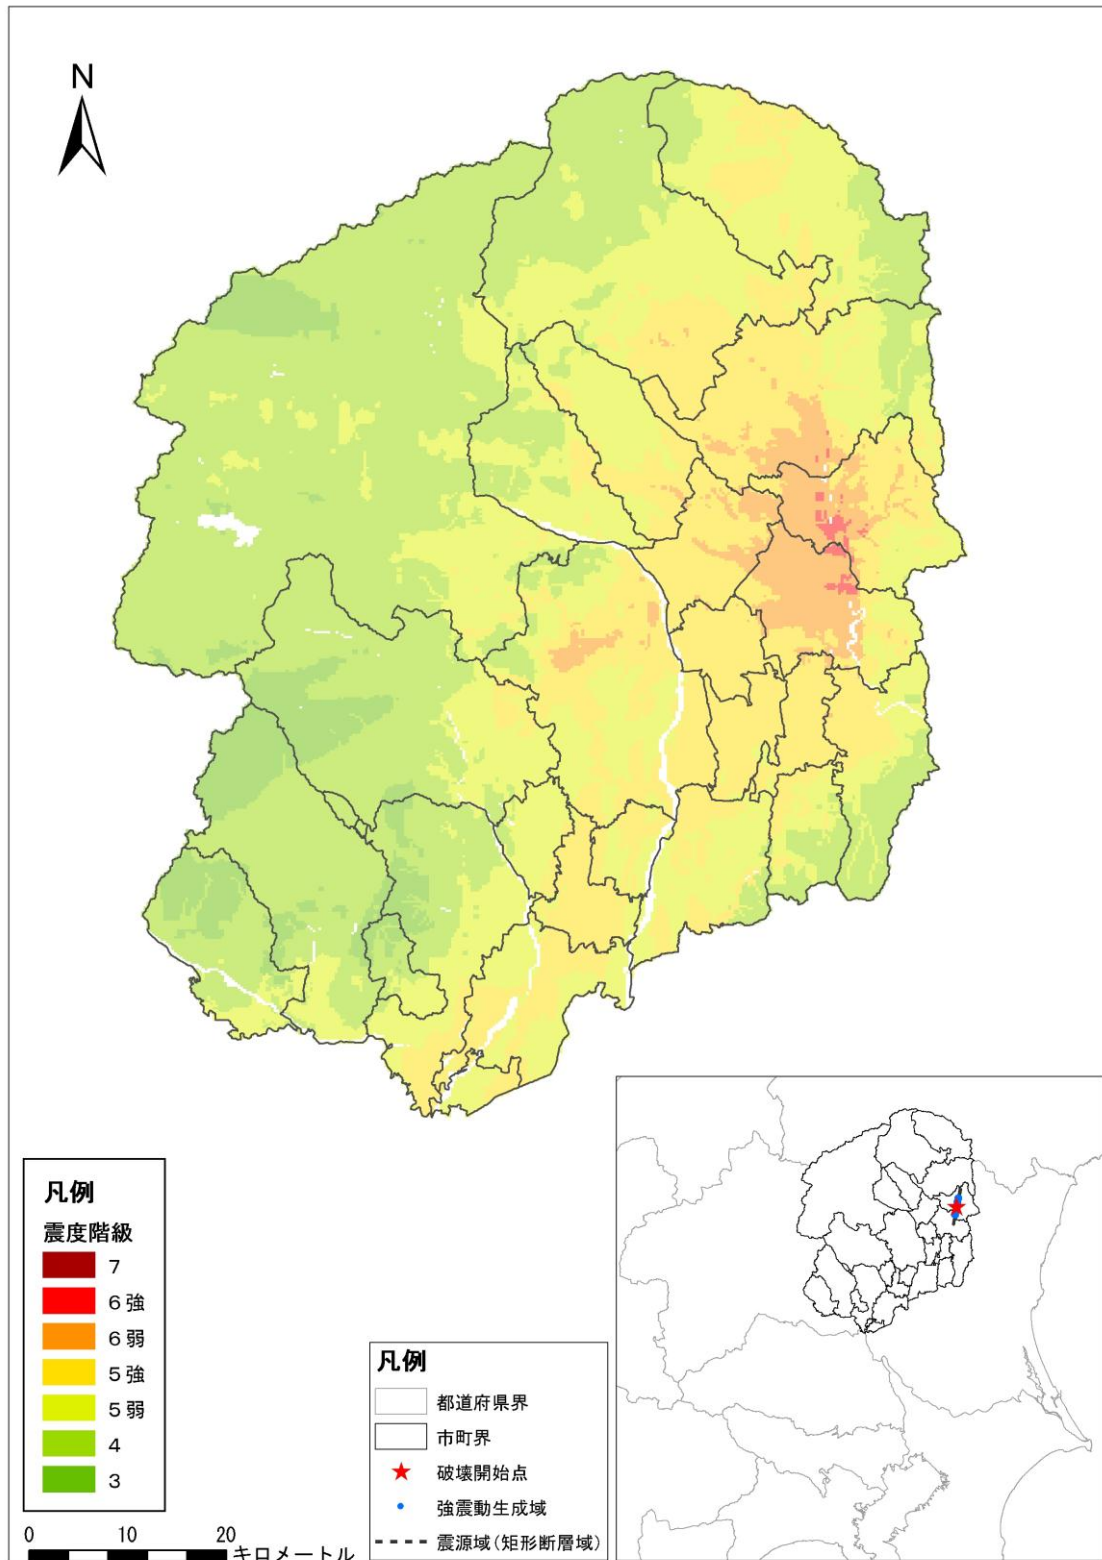 N
凡例
震度階級
7
6強
6弱
5強
5弱
4
3
0 10 20
キロメートル
凡例
都道府県界
市町界
破壊開始点
強震動生成域
震源域(矩形断層域)